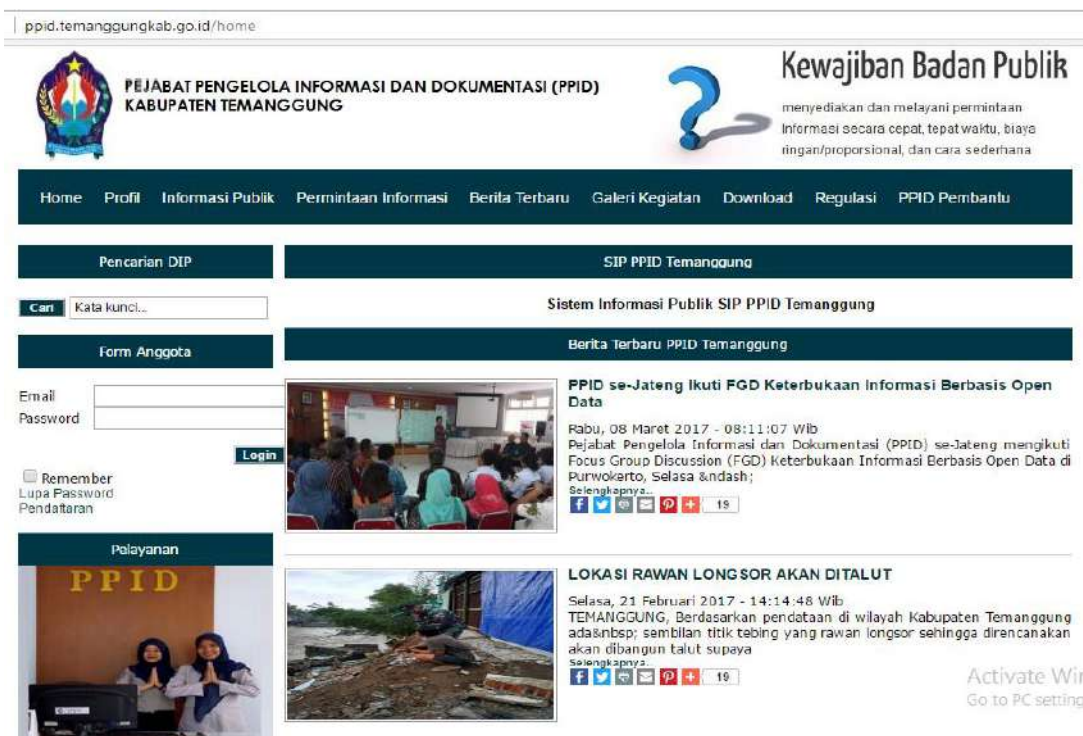 ppid.temanggungkab.go.id/home
PEJABAT PENGELOLA INFORMASI DAN DOKUMENTASI (PPID)
KABUPATEN TEMANGGUNG
Kewajiban Badan Publik
menyediakan dan melayani permintaan
Informasi secara cepat, tepat waktu, biaya
ringan/proporsional, dan cara sederhana
Home Profil Informasi Publik Permintaan Informasi Berita Terbaru Galeri Kegiatan Download Regulasi PPID Pembantu
Pencarian DIP
Cari Kata kunci...
Form Anggota
Email
Password
Login
Remember
Lupa Password
Pendaftaran
Pelayanan
PPID
SIP PPID Temanggung
Sistem Informasi Publik SIP PPID Temanggung
Berita Terbaru PPID Temanggung
PPID se-Jateng Ikuti FGD Keterbukaan Informasi Berbasis Open
Data
Rabu, 08 Maret 2017 - 08:11:07 Wib
Pejabat Pengelola Informasi dan Dokumentasi (PPID) se-Jateng mengikuti
Focus Group Discussion (FGD) Keterbukaan Informasi Berbasis Open Data di
Purwokerto, Selasa &ndash;
Selengkapnya..
19
LOKASI RAWAN LONGSOR AKAN DITALUT
Selasa, 21 Februari 2017 - 14:14:48 Wib
TEMANGGUNG, Berdasarkan pendataan di wilayah Kabupaten Temanggung
ada&nbsp; sembilan titik tebing yang rawan longsor sehingga direncanakan
akan dibangun talut supaya
Selengkapnya..
19
Activate Win
Go to PC setting